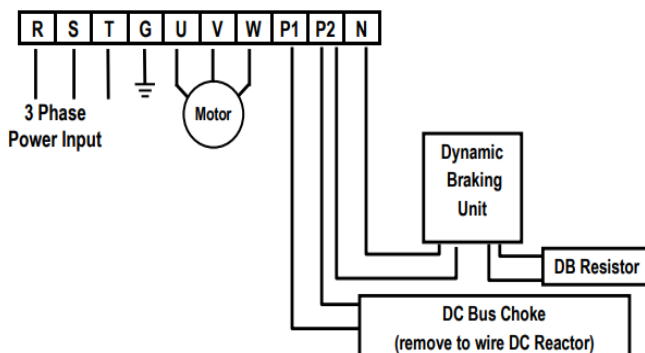 R S T G U V W P1 P2 N
3 Phase
Power Input
Motor
Dynamic
Braking
Unit
DB Resistor
DC Bus Choke
(remove to wire DC Reactor)